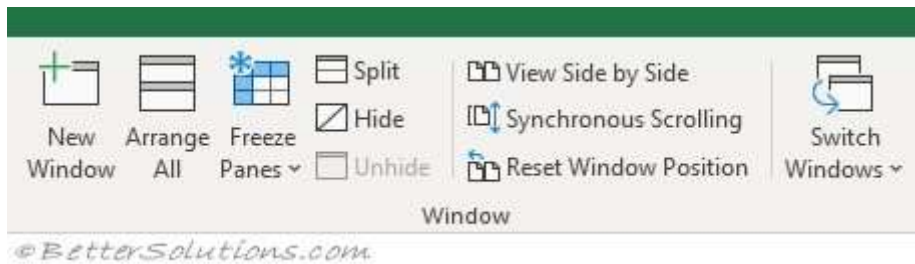 New Window
Arrange All
Freeze Panes
Split
Hide
Unhide
View Side by Side
Synchronous Scrolling
Reset Window Position
Switch Windows
Window
©BetterSolutions.com